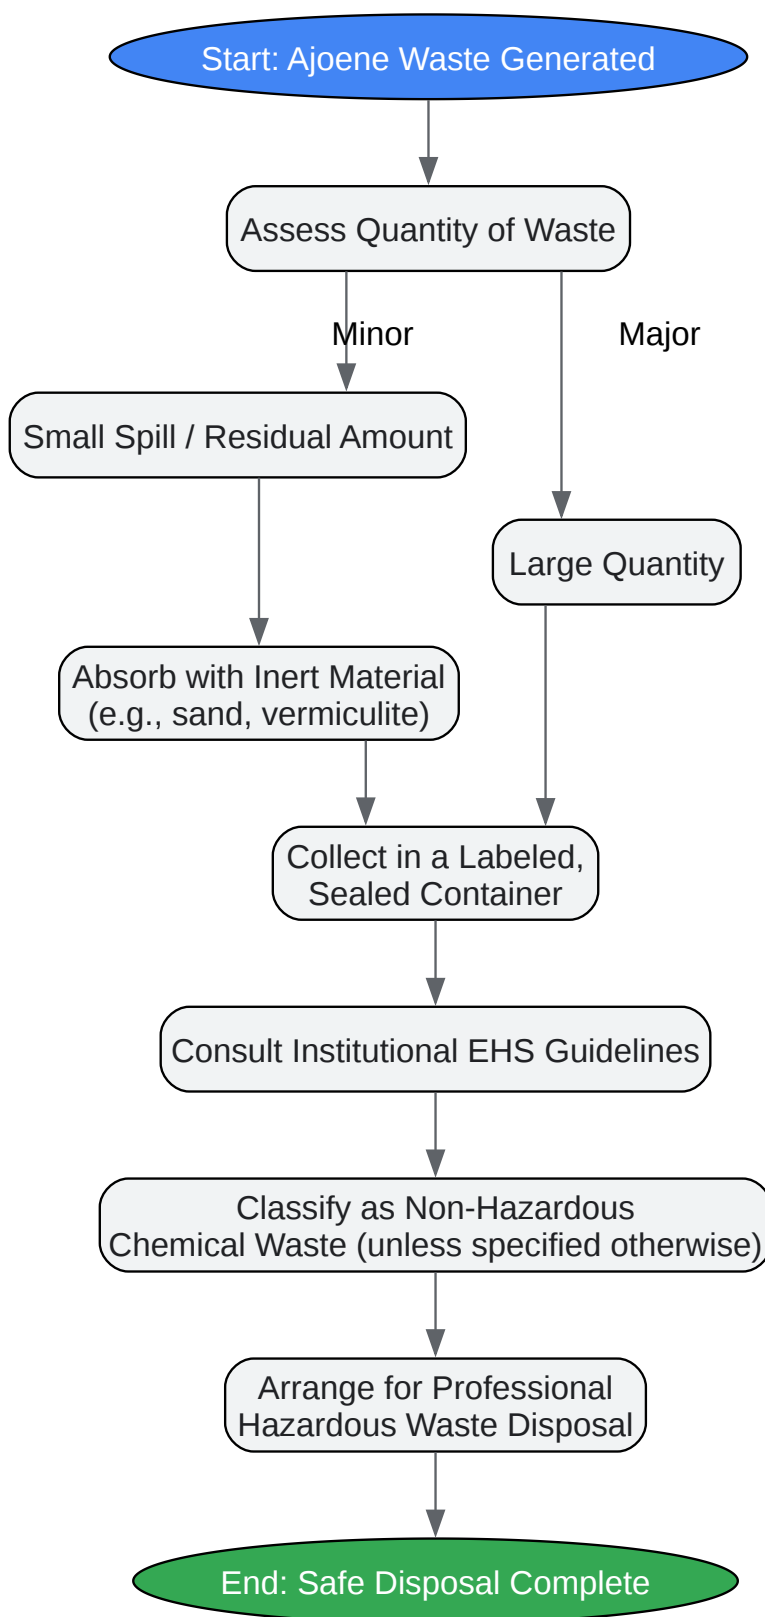 Start: Ajoene Waste Generated
Assess Quantity of Waste
Minor
Major
Small Spill / Residual Amount
Large Quantity
Absorb with Inert Material
(e.g., sand, vermiculite)
Collect in a Labeled,
Sealed Container
Consult Institutional EHS Guidelines
Classify as Non-Hazardous
Chemical Waste (unless specified otherwise)
Arrange for Professional
Hazardous Waste Disposal
End: Safe Disposal Complete